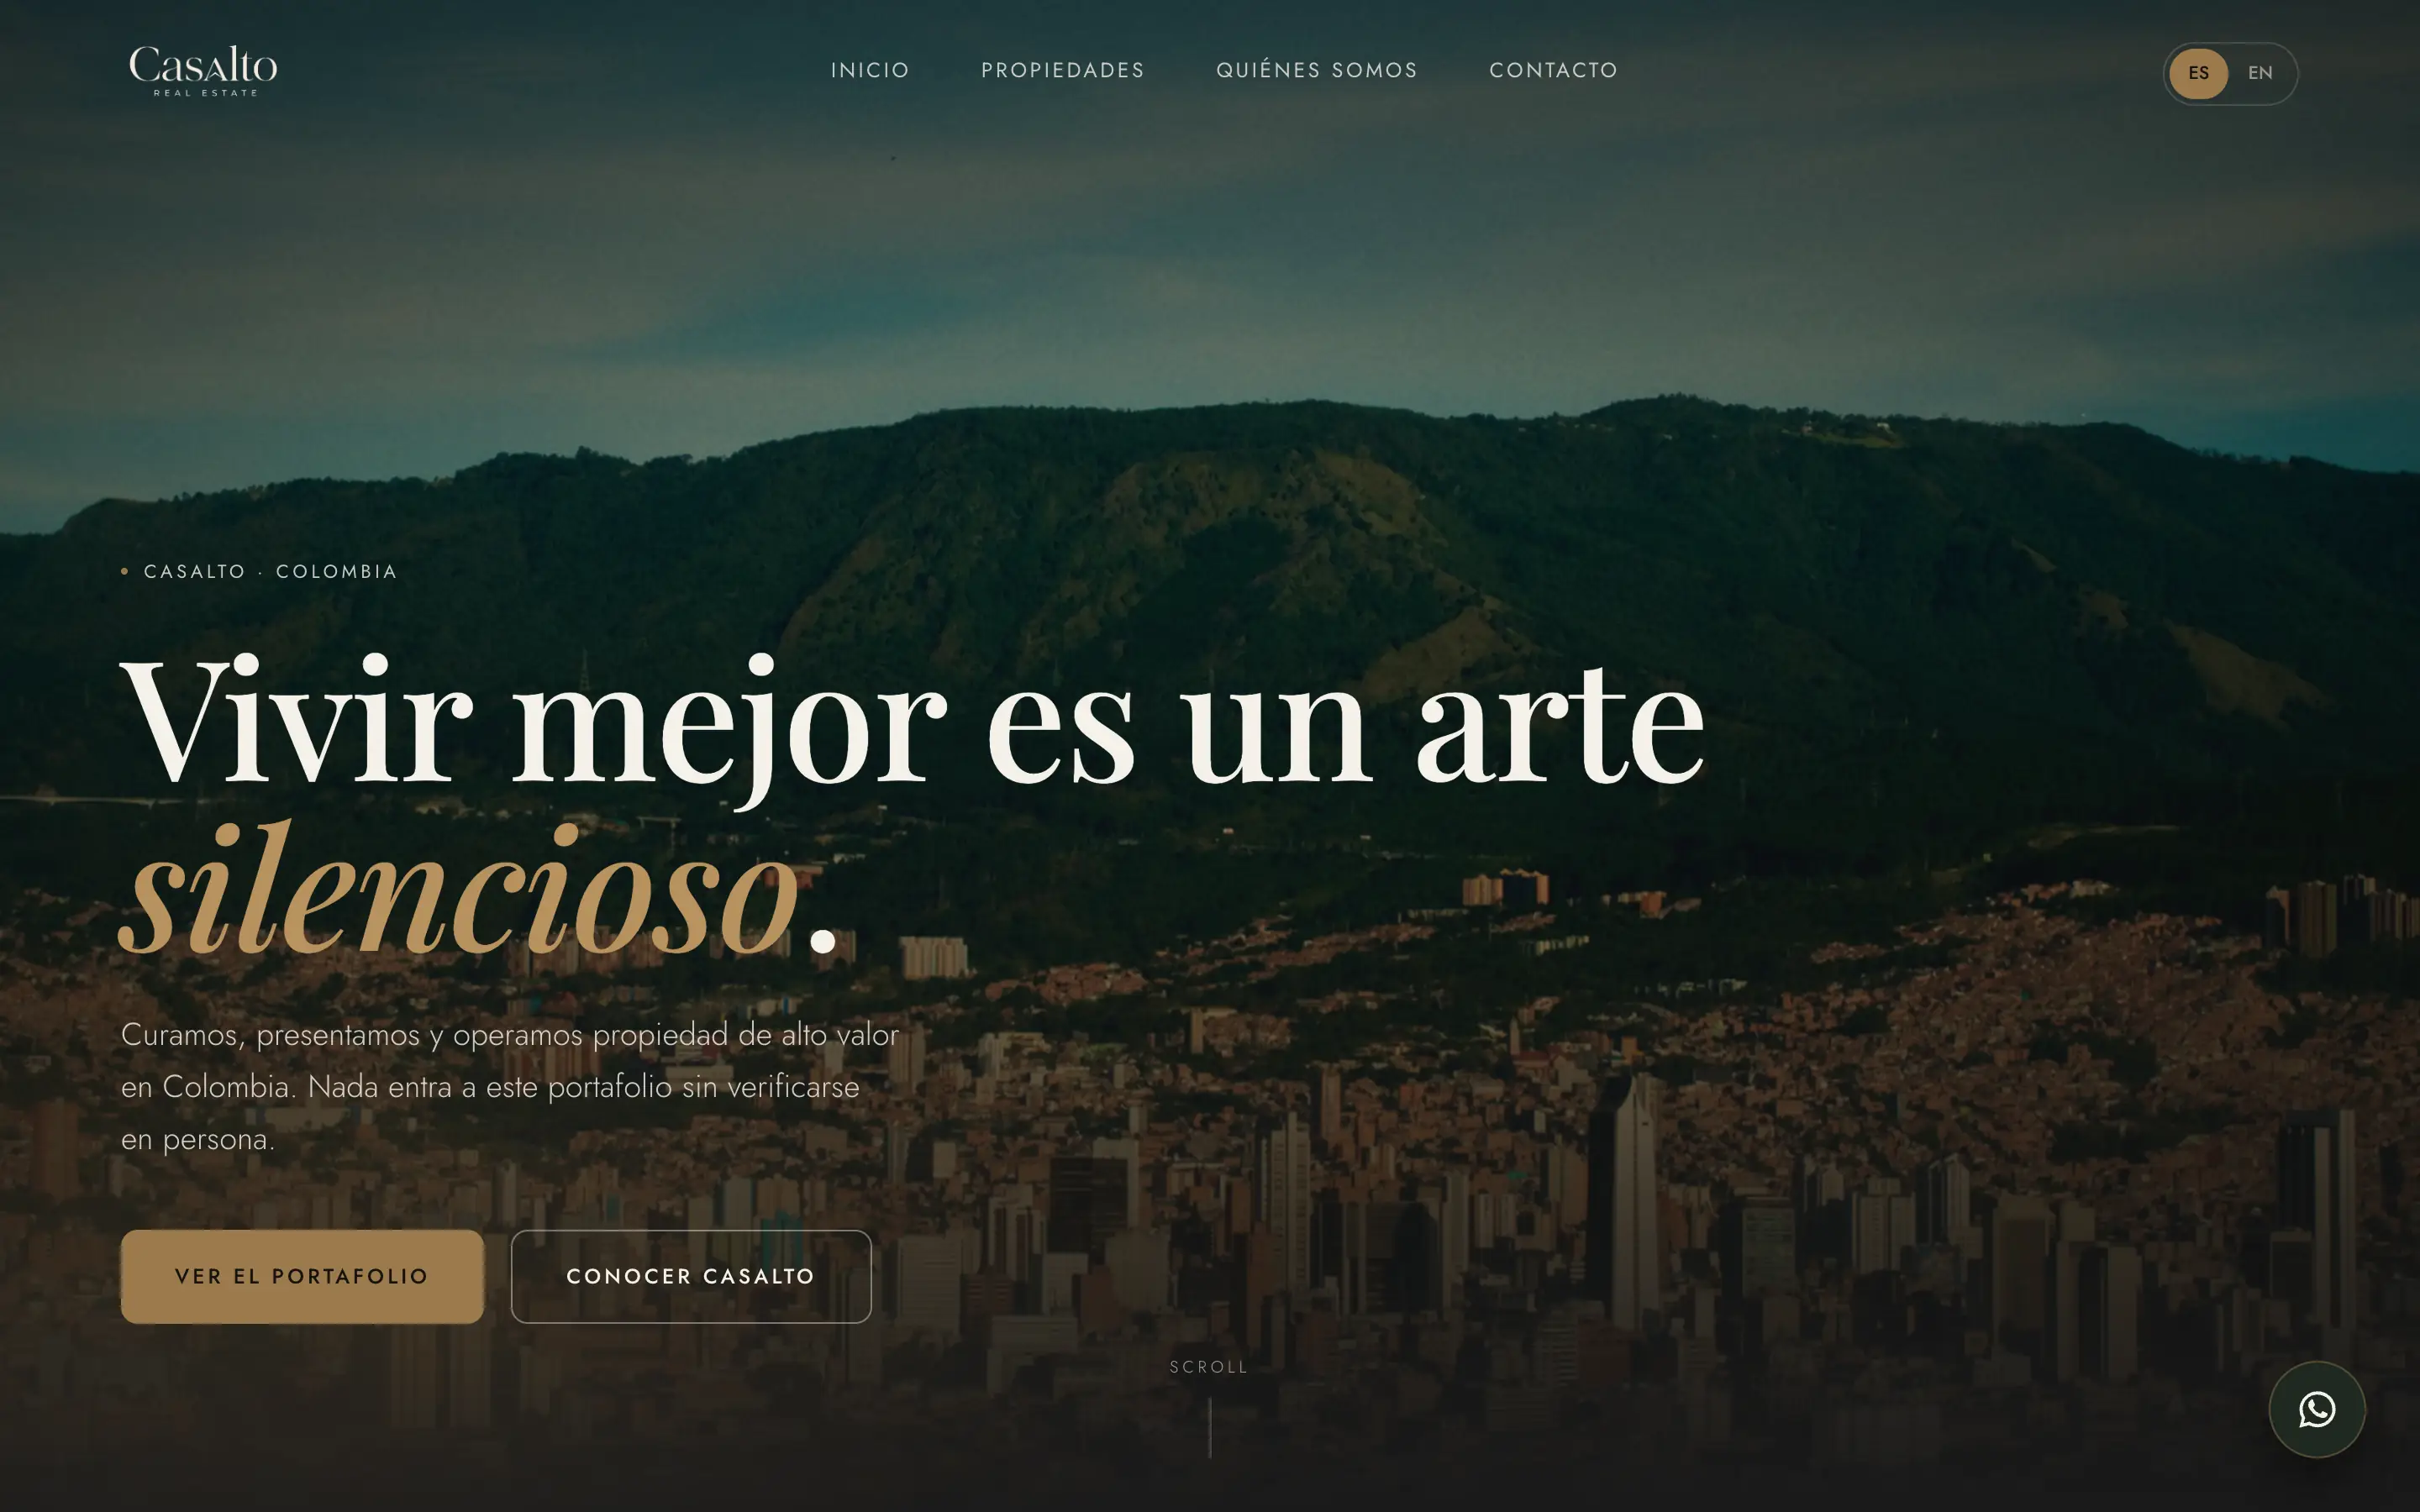 Casalto
REAL ESTATE
INICIO
PROPIEDADES
QUIÉNES SOMOS
CONTACTO
ES
EN
CASALTO · COLOMBIA
Vivir mejor es un arte
silencioso.
Curamos, presentamos y operamos propiedad de alto valor
en Colombia. Nada entra a este portafolio sin verificarse
en persona.
VER EL PORTAFOLIO
CONOCER CASALTO
SCROLL